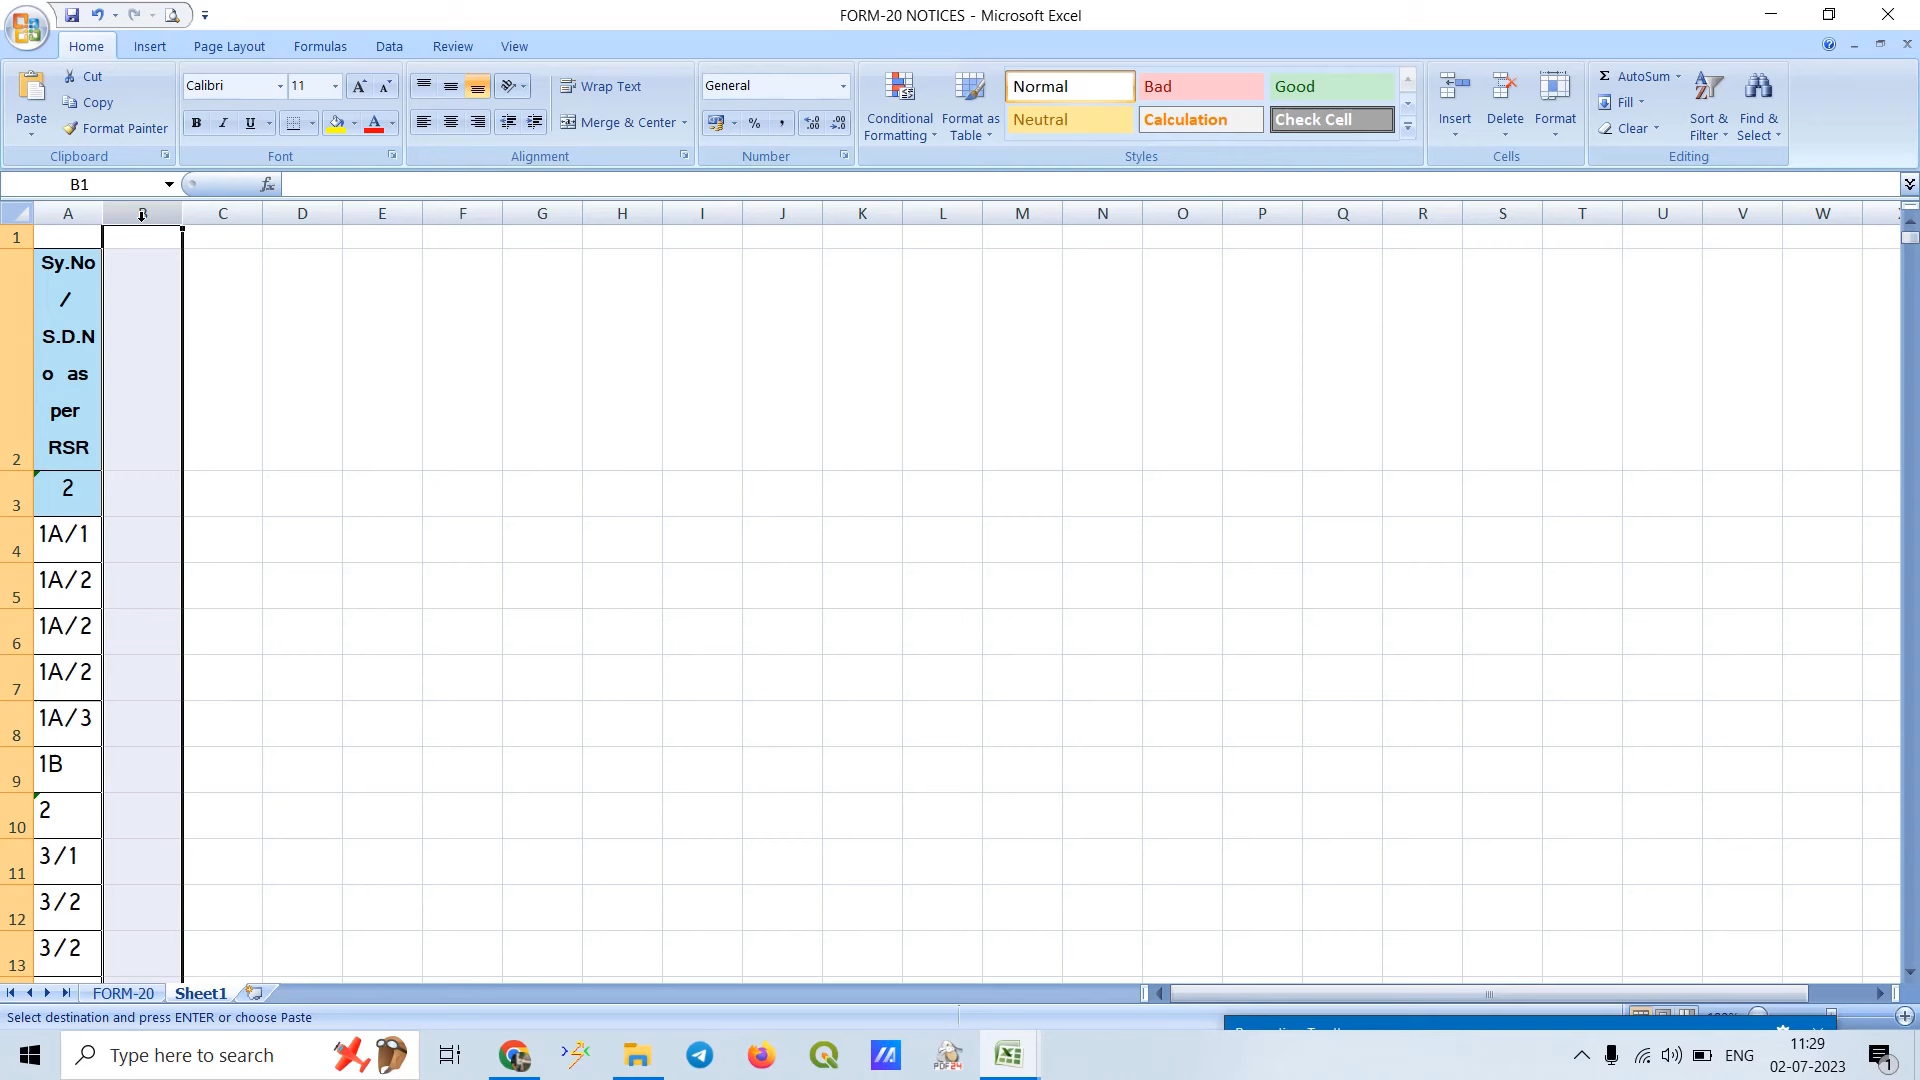 FORM-20 NOTICES - Microsoft Excel
Home Insert Page Layout Formulas Data Review View
Paste
Cut
Copy
Format Painter
Clipboard
Calibri 11
B I U
Font
Wrap Text
Merge & Center
Alignment
General
% ,
Number
Conditional Formatting
Format as Table
Normal Bad Good
Neutral Calculation Check Cell
Styles
Insert Delete Format
Cells
Σ AutoSum
Fill
Clear
Sort & Filter
Find & Select
Editing
B1 fx
A B C D E F G H I J K L M N O P Q R S T U V W
1
2 Sy.No
/
S.D.N
o as
per
RSR
3 2
4 1A/1
5 1A/2
6 1A/2
7 1A/2
8 1A/3
9 1B
10 2
11 3/1
12 3/2
13 3/2
FORM-20 Sheet1
Select destination and press ENTER or choose Paste
Type here to search
PDF24
ENG
11:29
02-07-2023
1